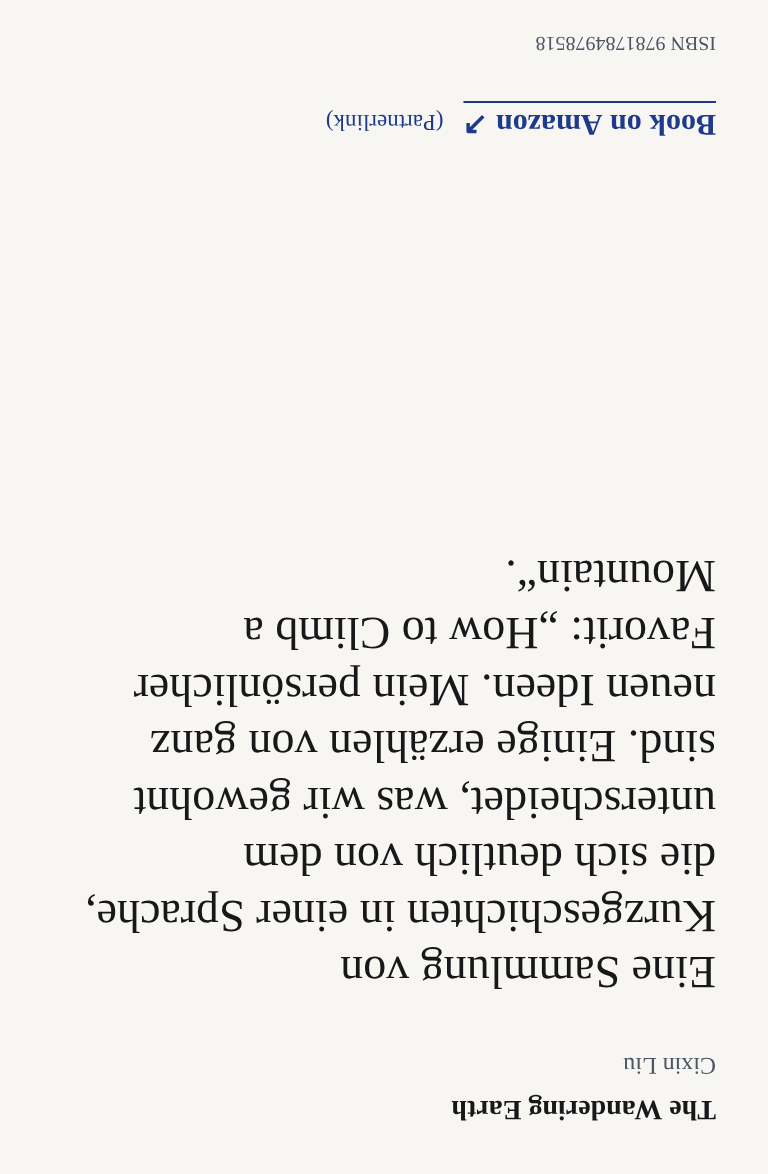 The Wandering Earth
Cixin Liu
Eine Sammlung von
Kurzgeschichten in einer Sprache,
die sich deutlich von dem
unterscheidet, was wir gewohnt
sind. Einige erzählen von ganz
neuen Ideen. Mein persönlicher
Favorit: „How to Climb a
Mountain“.
Book on Amazon ↗ (Partnerlink)
ISBN 9781784978518